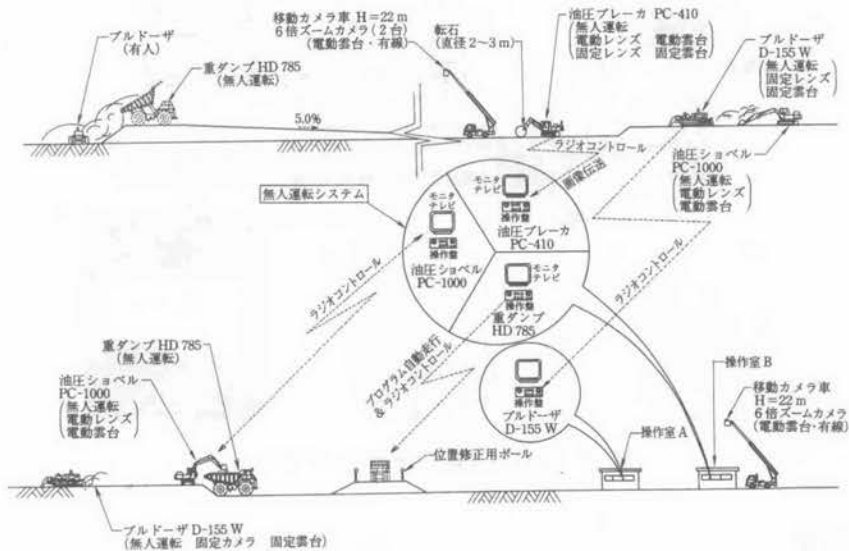 ブルドーザ
(有人)
重ダンプ HD 785
(無人運転)
移動カメラ車 H=22 m
6倍ズームカメラ(2台)
(電動雲台・有線)
転石
(直径2〜3 m)
油圧ブレーカ PC-410
(無人運転)
電動レンズ 電動雲台
固定レンズ 固定雲台
ブルドーザ
D-155 W
(無人運転)
固定レンズ
固定雲台
5.0%
油圧ショベル
PC-1000
(無人運転)
電動レンズ
電動雲台
ラジオコントロール
画像伝送
無人運転システム
モニタ
テレビ
操作盤
油圧ブレーカ
PC-410
モニタ
テレビ
操作盤
油圧ショベル
PC-1000
モニタ
テレビ
操作盤
重ダンプ
HD 785
ラジオコントロール
ラジオコントロール
プログラム自動走行
&ラジオコントロール
操作盤
ブルドーザ
D-155 W
重ダンプ HD 785
(無人運転)
油圧ショベル
PC-1000
(無人運転)
電動レンズ
電動雲台
位置修正用ポール
操作室A
操作室B
移動カメラ車
H=22 m
6倍ズームカメラ
(電動雲台・有線)
ブルドーザ D-155 W
(無人運転 固定カメラ 固定雲台)